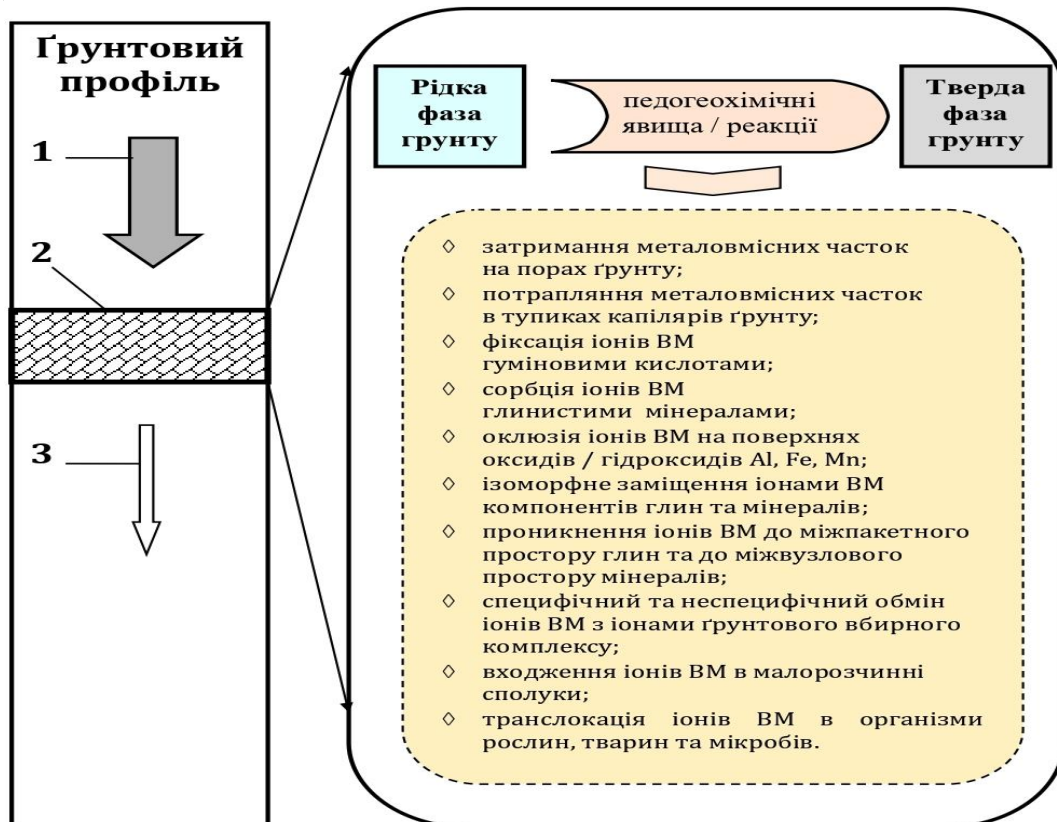 Ґрунтовий
профіль
1
2
3
Рідка
фаза
грунту
педогеохімічні
явища / реакції
Тверда
фаза
грунту
◊ затримання металовмісних часток
на порах ґрунту;
◊ потрапляння металовмісних часток
в тупиках капілярів ґрунту;
◊ фіксація іонів ВМ
гуміновими кислотами;
◊ сорбція іонів ВМ
глинистими мінералами;
◊ оклюзія іонів ВМ на поверхнях
оксидів / гідроксидів Al, Fe, Mn;
◊ ізоморфне заміщення іонами ВМ
компонентів глин та мінералів;
◊ проникнення іонів ВМ до міжпакетного
простору глин та до міжвузлового
простору мінералів;
◊ специфічний та неспецифічний обмін
іонів ВМ з іонами ґрунтового вбирного
комплексу;
◊ входження іонів ВМ в малорозчинні
сполуки;
◊ транслокація іонів ВМ в організми
рослин, тварин та мікробів.